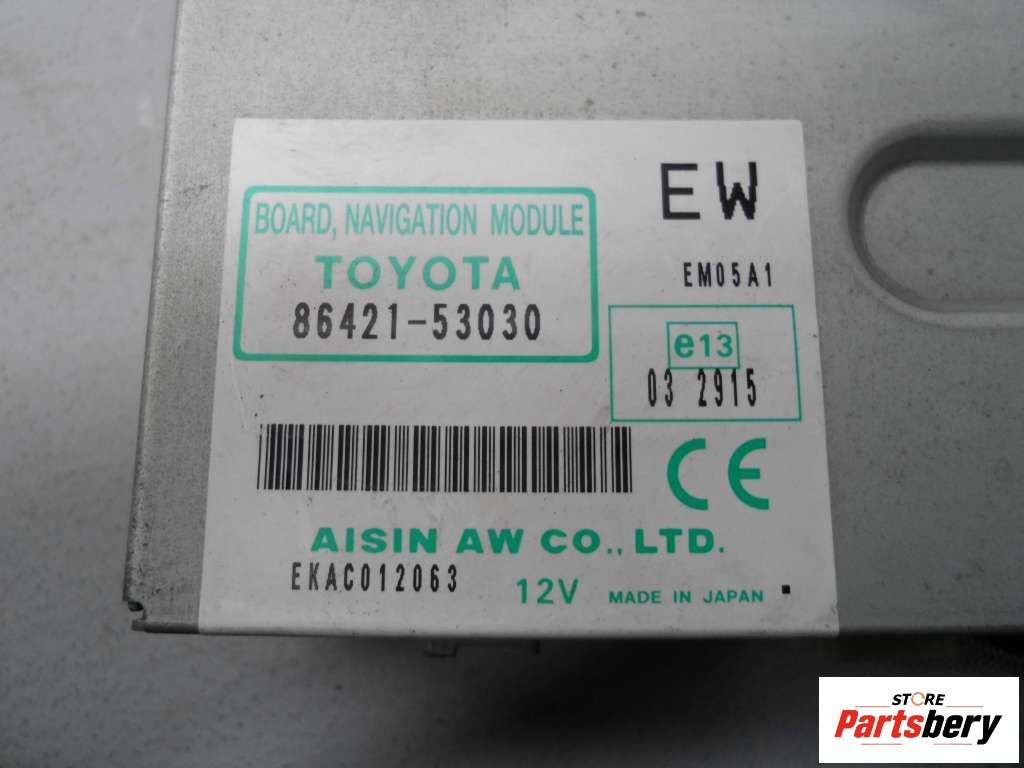 EW
BOARD, NAVIGATION MODULE
TOYOTA
86421-53030
EM05A1
e13
03 2915
CE
AISIN AW CO., LTD.
EKAC012063
12V MADE IN JAPAN
STORE
Partsbery